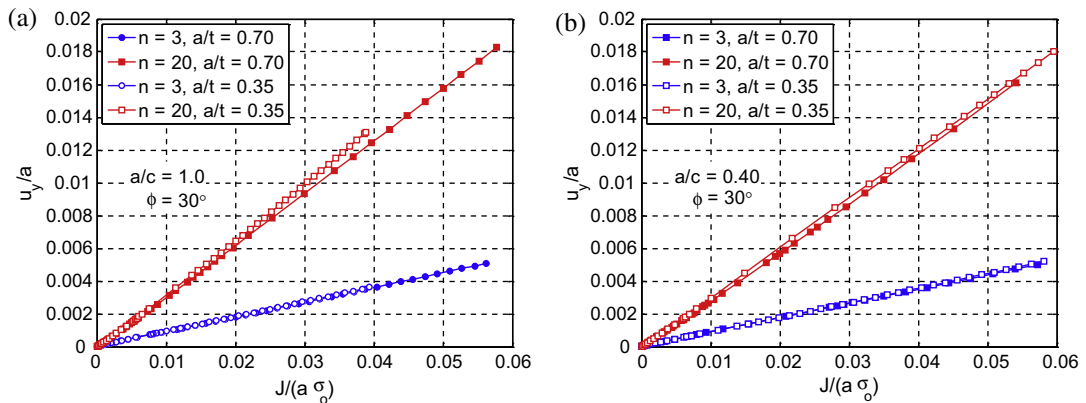 (a)
n = 3, a/t = 0.70
n = 20, a/t = 0.70
n = 3, a/t = 0.35
n = 20, a/t = 0.35
a/c = 1.0
ϕ = 30°
u_y/a
0.018
0.016
0.014
0.012
0.01
0.008
0.006
0.004
0.002
0
0 0.01 0.02 0.03 0.04 0.05 0.06
J/(a σ_o)
(b)
n = 3, a/t = 0.70
n = 20, a/t = 0.70
n = 3, a/t = 0.35
n = 20, a/t = 0.35
a/c = 0.40
ϕ = 30°
u_y/a
0.018
0.016
0.014
0.012
0.01
0.008
0.006
0.004
0.002
0
0 0.01 0.02 0.03 0.04 0.05 0.06
J/(a σ_o)